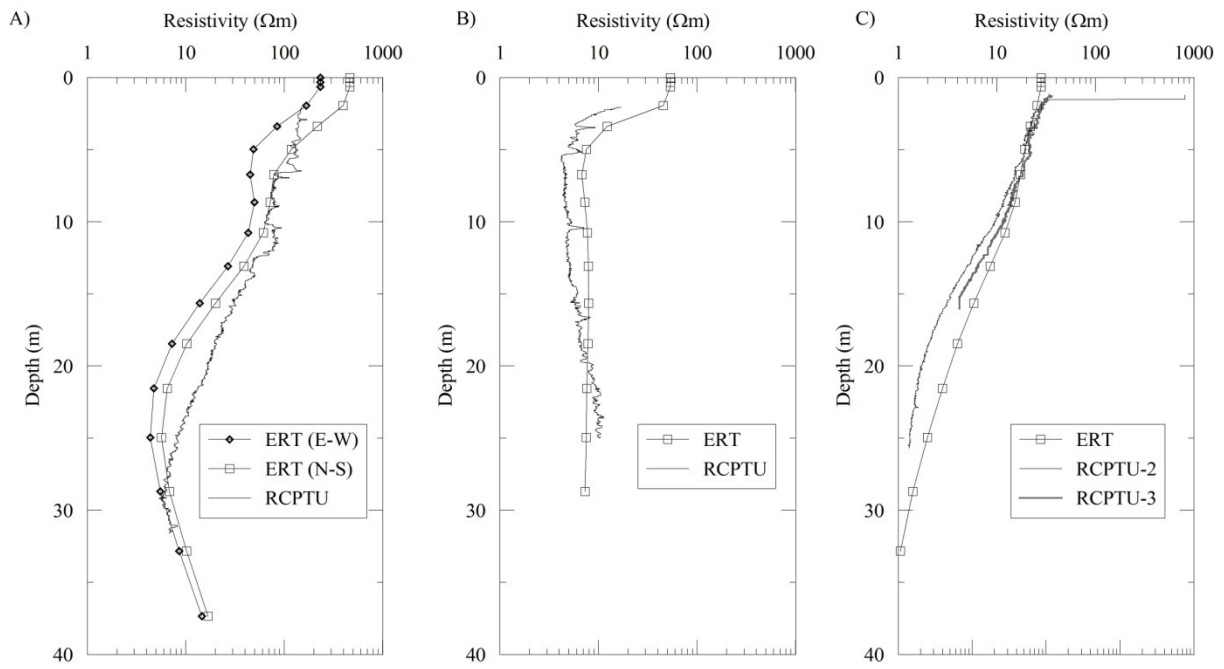 A)
Resistivity (Ωm)
1 10 100 1000
0
10
20
30
40
Depth (m)
ERT (E-W)
ERT (N-S)
RCPTU
B)
Resistivity (Ωm)
1 10 100 1000
0
10
20
30
40
Depth (m)
ERT
RCPTU
C)
Resistivity (Ωm)
1 10 100 1000
0
10
20
30
40
Depth (m)
ERT
RCPTU-2
RCPTU-3